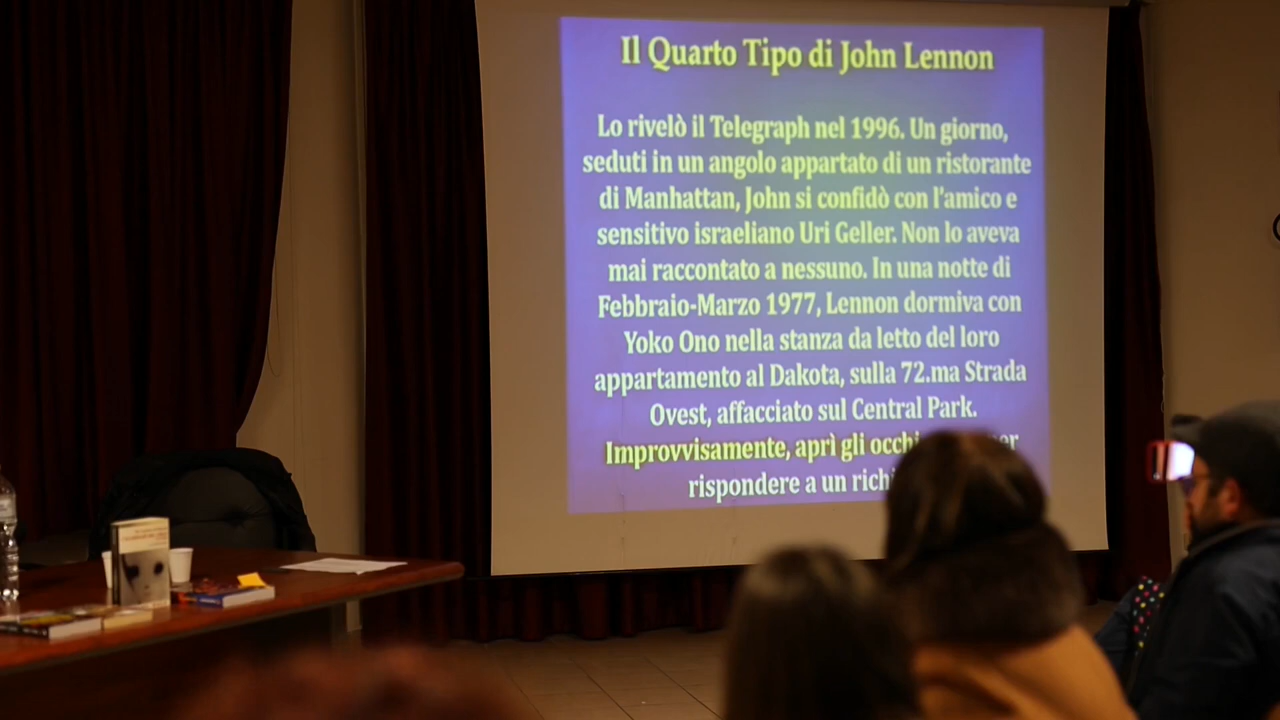 Il Quarto Tipo di John Lennon
Lo rivelò il Telegraph nel 1996. Un giorno,
seduti in un angolo appartato di un ristorante
di Manhattan, John si confidò con l'amico e
sensitivo israeliano Uri Geller. Non lo aveva
mai raccontato a nessuno. In una notte di
Febbraio-Marzo 1977, Lennon dormiva con
Yoko Ono nella stanza da letto del loro
appartamento al Dakota, sulla 72.ma Strada
Ovest, affacciato sul Central Park.
Improvvisamente, aprì gli occhi
rispondere a un